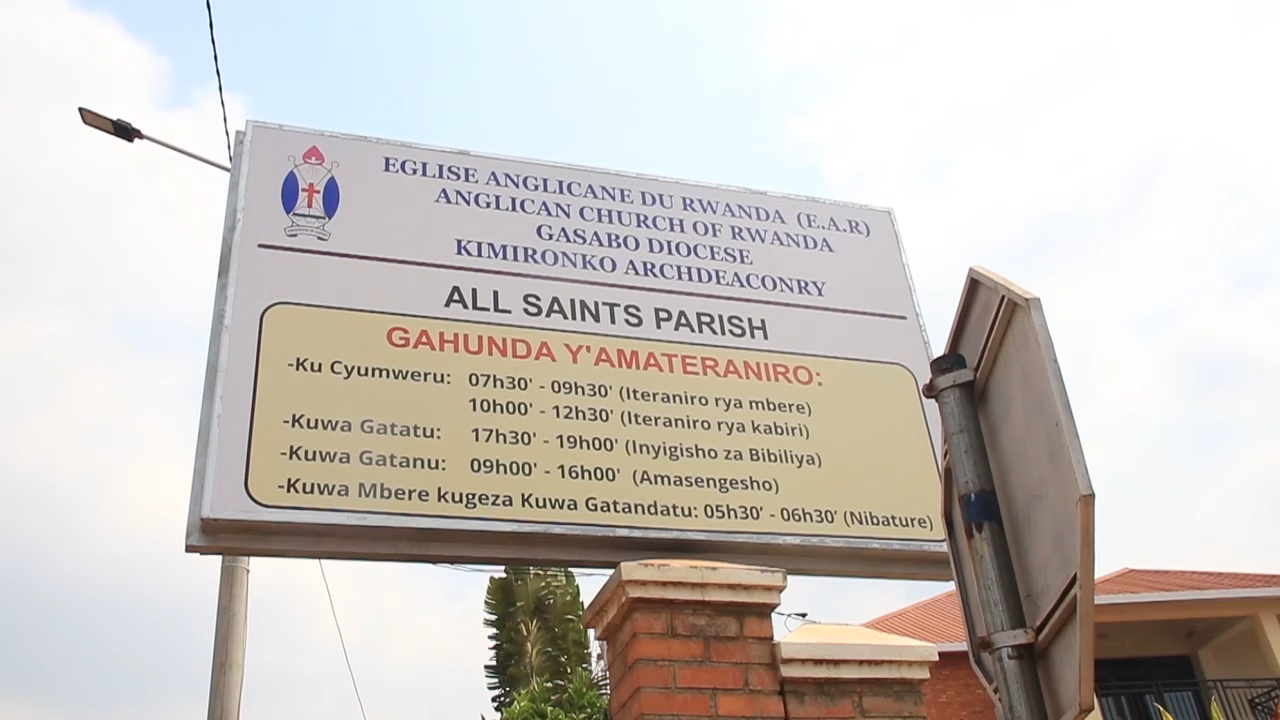 EGLISE ANGLICANE DU RWANDA (E.A.R)
ANGLICAN CHURCH OF RWANDA
GASABO DIOCESE
KIMIRONKO ARCHDEACONRY
ALL SAINTS PARISH
GAHUNDA Y'AMATERANIRO:
-Ku Cyumweru: 07h30' - 09h30' (Iteraniro rya mbere)
10h00' - 12h30' (Iteraniro rya kabiri)
-Kuwa Gatatu: 17h30' - 19h00' (Inyigisho za Bibiliya)
-Kuwa Gatanu: 09h00' - 16h00' (Amasengesho)
-Kuwa Mbere kugeza Kuwa Gatandatu: 05h30' - 06h30' (Nibature)